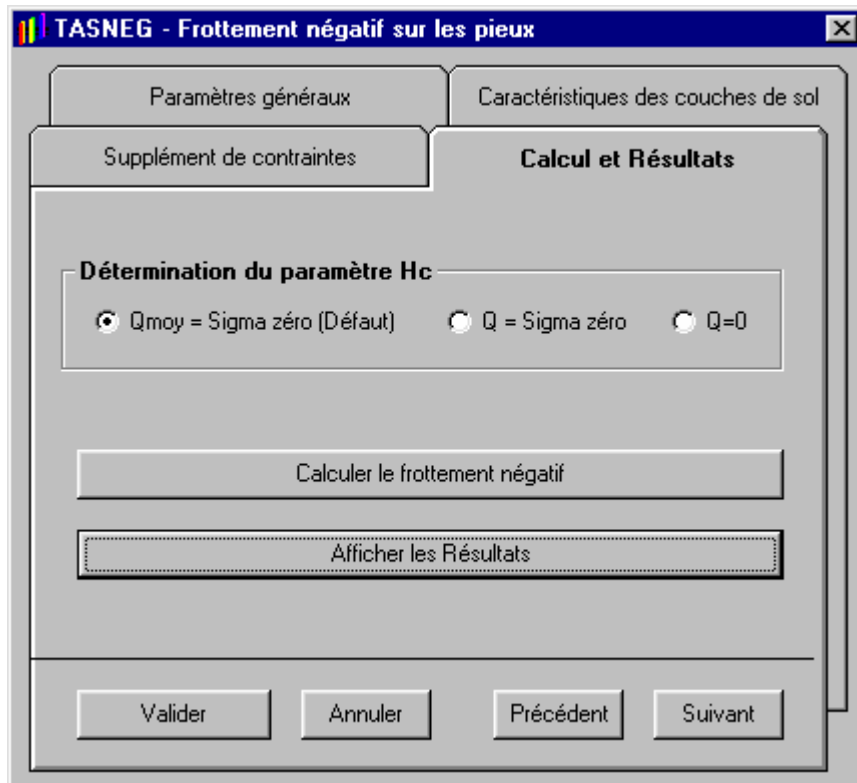 TASNEG - Frottement négatif sur les pieux
Paramètres généraux
Caractéristiques des couches de sol
Supplément de contraintes
Calcul et Résultats
Détermination du paramètre Hc
Qmoy = Sigma zéro (Défaut)
Q = Sigma zéro
Q=0
Calculer le frottement négatif
Afficher les Résultats
Valider
Annuler
Précédent
Suivant